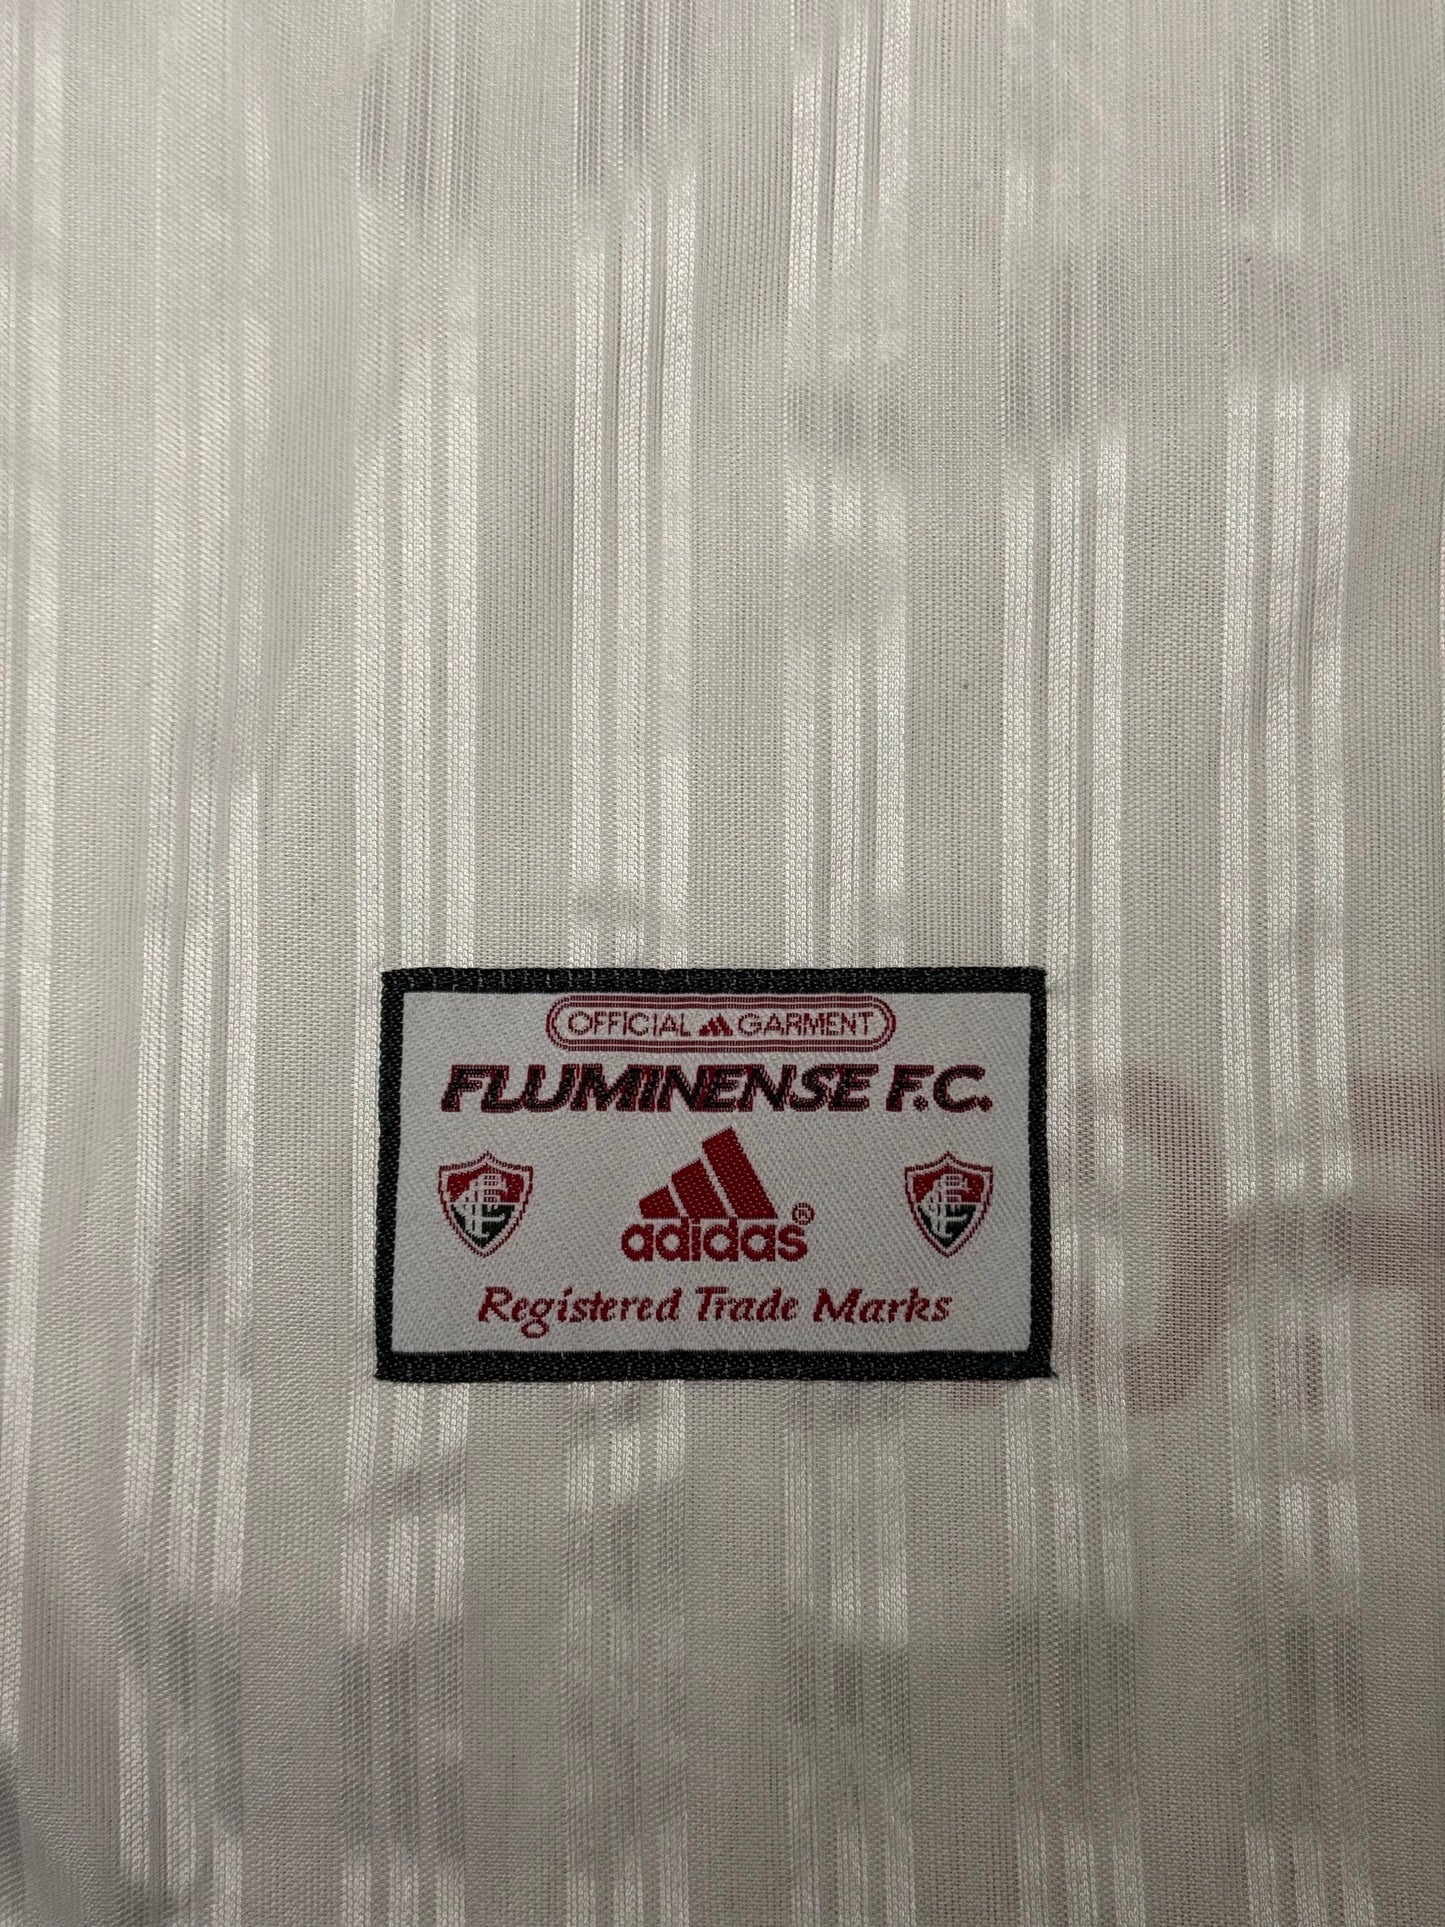 OFFICIAL GARMENT
FLUMINENSE F.C.
adidas®
Registered Trade Marks